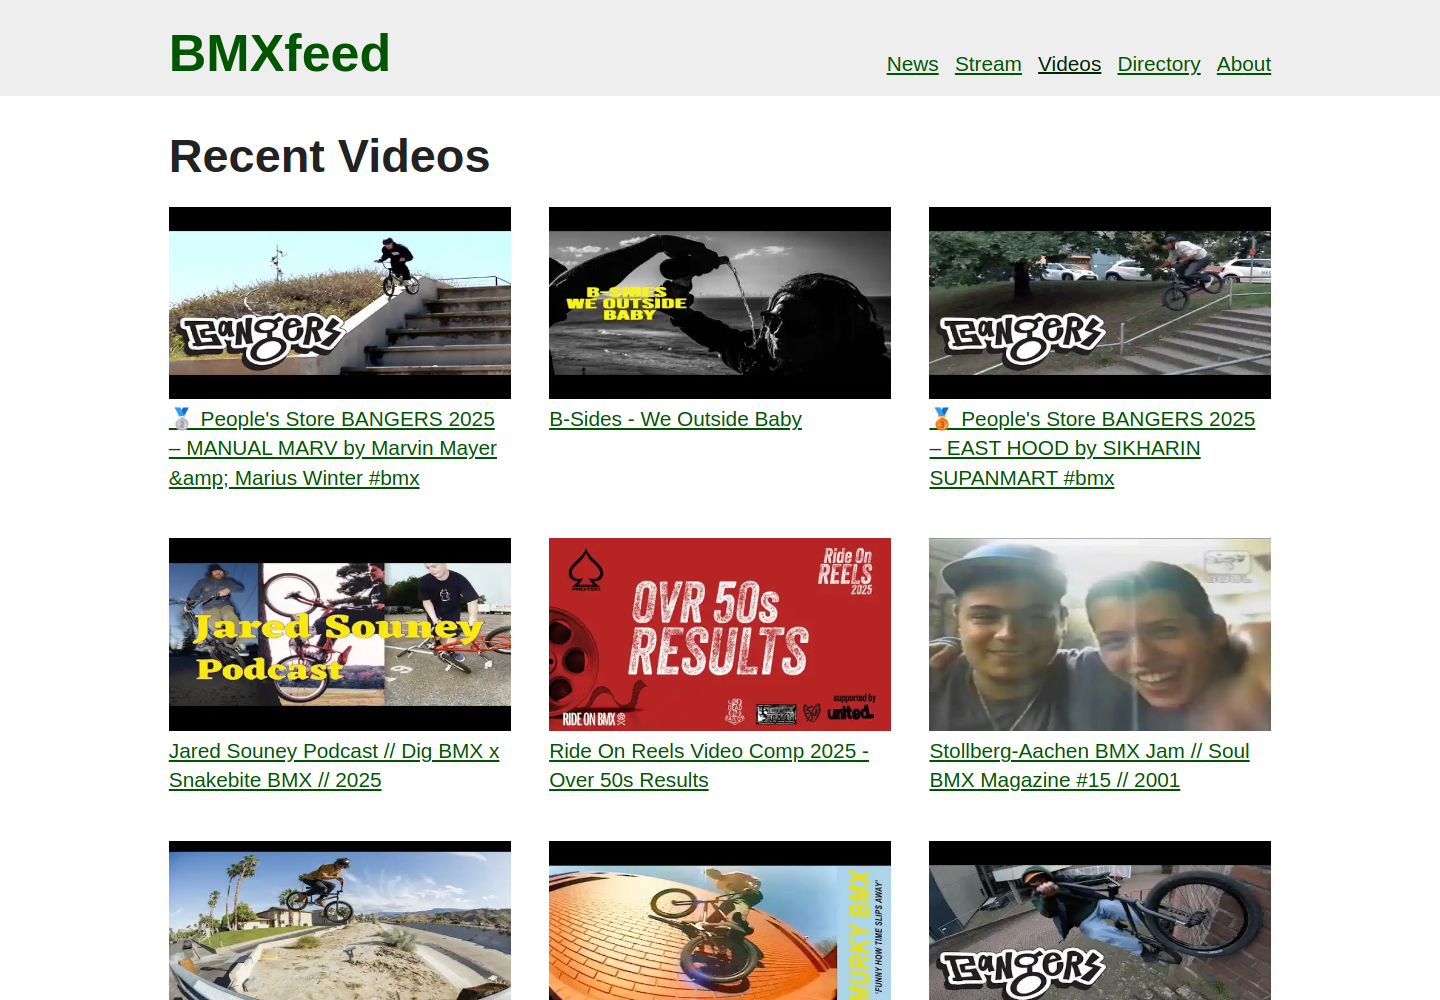 BMXfeed
News Stream Videos Directory About
Recent Videos
BANGERS
B-SIDES
WE OUTSIDE
BABY
BANGERS
🥈 People's Store BANGERS 2025
– MANUAL MARV by Marvin Mayer
&amp; Marius Winter #bmx
B-Sides - We Outside Baby
🥉 People's Store BANGERS 2025
– EAST HOOD by SIKHARIN
SUPANMART #bmx
Jared Souney
Podcast
Ride On
REELS
2025
OVR 50s
RESULTS
RIDE ON BMX
supported by
united.
SOUL
Jared Souney Podcast // Dig BMX x
Snakebite BMX // 2025
Ride On Reels Video Comp 2025 -
Over 50s Results
Stollberg-Aachen BMX Jam // Soul
BMX Magazine #15 // 2001
MURKY BMX
'FUNNY HOW TIME SLIPS AWAY'
BANGERS